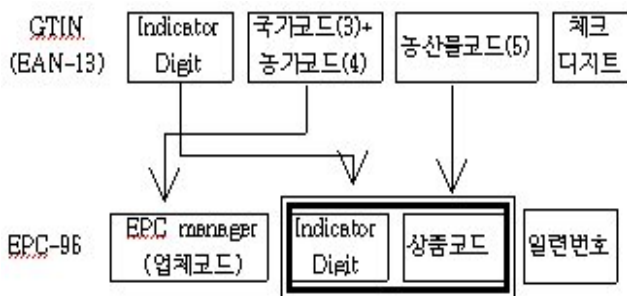 GTIN
(EAN-13)
Indicator
Digit
국가코드(3)+
농가코드(4)
농산물코드(5)
체크
디지트
EPC-96
EPC manager
(업체코드)
Indicator
Digit
상품코드
일련번호